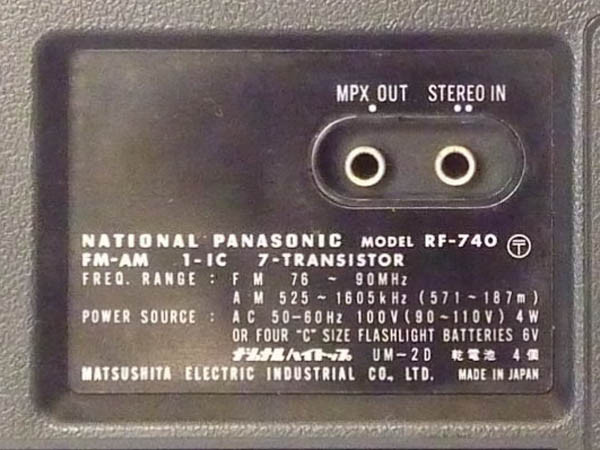 MPX OUT STEREO IN
NATIONAL PANASONIC MODEL RF-740 〒
FM-AM 1-IC 7-TRANSISTOR
FREQ. RANGE : FM 76 ~ 90MHz
AM 525 ~ 1605kHz (571 ~ 187m)
POWER SOURCE : AC 50-60Hz 100V (90~110V) 4W
OR FOUR "C" SIZE FLASHLIGHT BATTERIES 6V
ナショナルハイトップ UM-2D 乾電池 4個
MATSUSHITA ELECTRIC INDUSTRIAL CO., LTD. MADE IN JAPAN